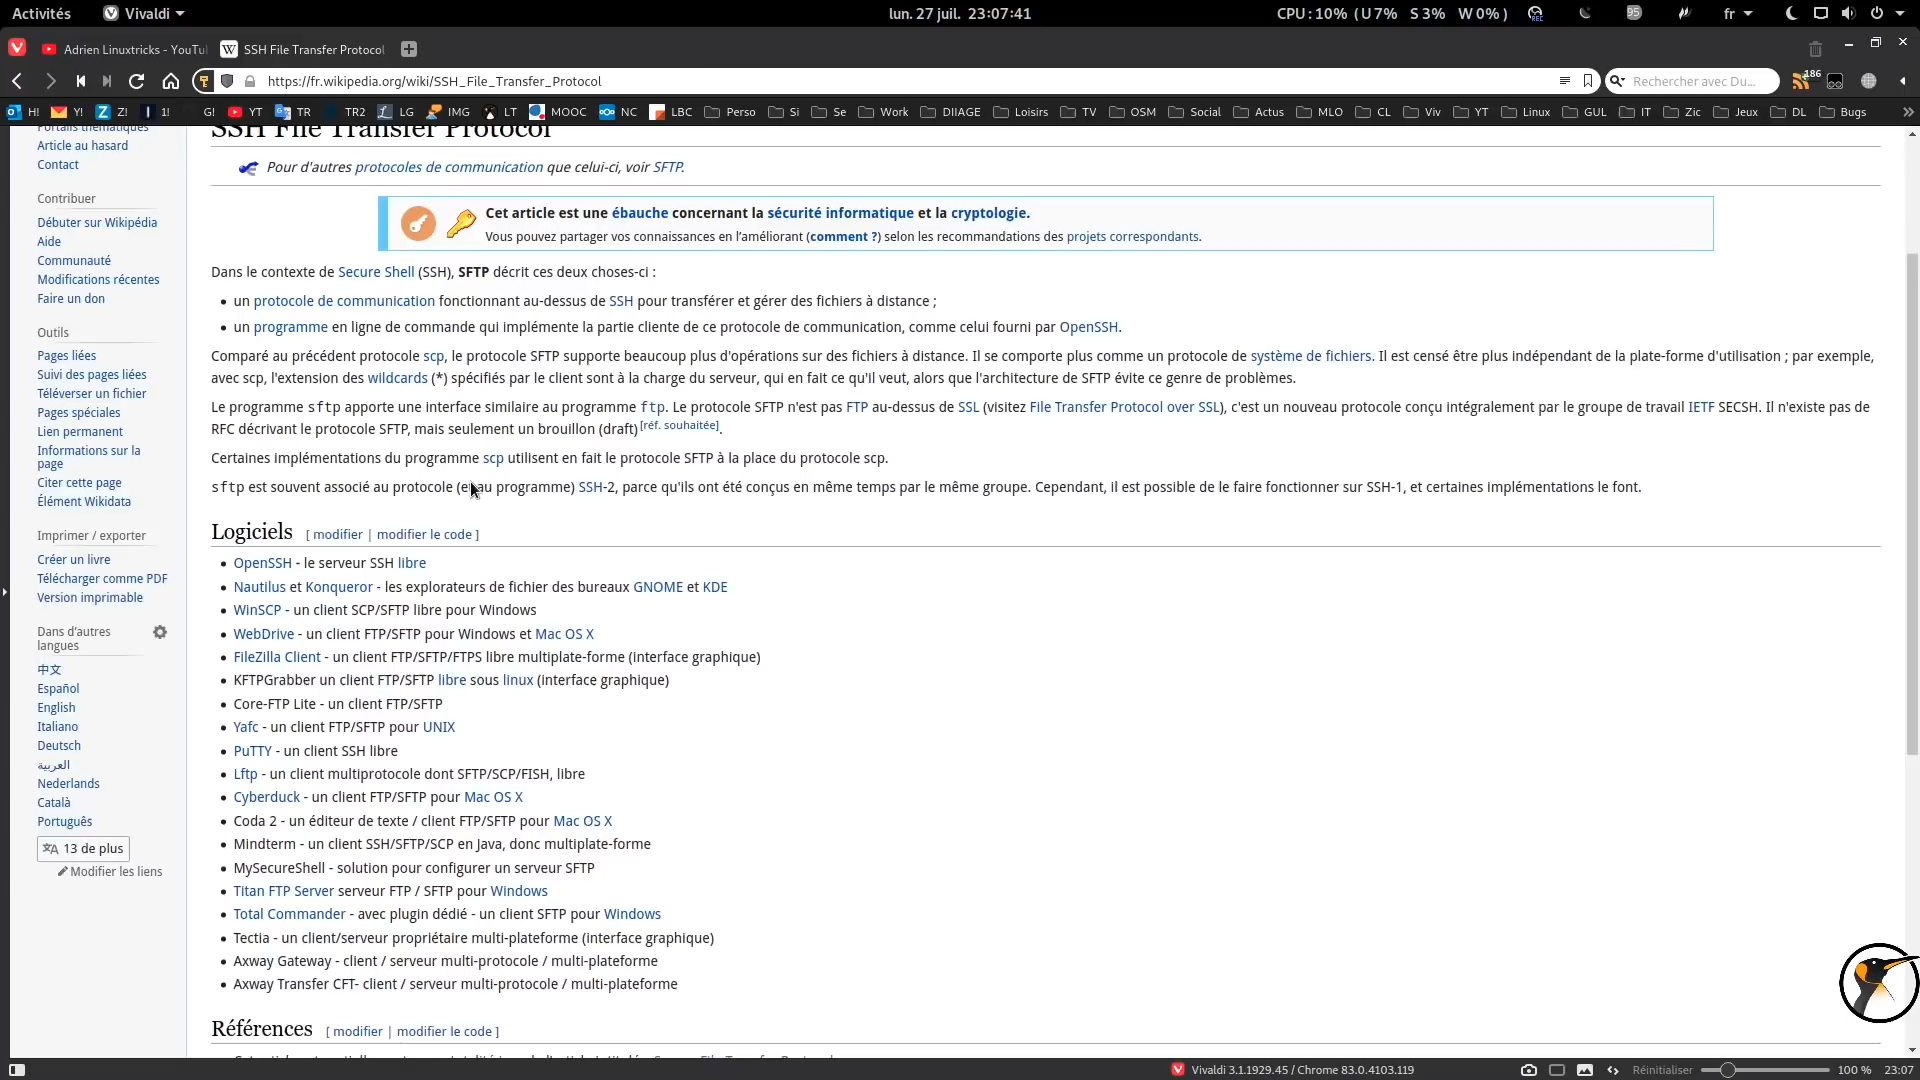 Activités
Vivaldi
lun. 27 juil. 23:07:41
CPU : 10% ( U 7% S 3% W 0% )
REC
95
fr
Adrien Linuxtricks - YouTu
W SSH File Transfer Protocol
https://fr.wikipedia.org/wiki/SSH_File_Transfer_Protocol
Rechercher avec Du...
186
H! Y! Z! 1! G! YT TR TR2 LG IMG LT MOOC NC LBC Perso Si Se Work DIIAGE Loisirs TV OSM Social Actus MLO CL Viv YT Linux GUL IT Zic Jeux DL Bugs
Portails thématiques
Article au hasard
Contact
Contribuer
Débuter sur Wikipédia
Aide
Communauté
Modifications récentes
Faire un don
Outils
Pages liées
Suivi des pages liées
Téléverser un fichier
Pages spéciales
Lien permanent
Informations sur la
page
Citer cette page
Élément Wikidata
Imprimer / exporter
Créer un livre
Télécharger comme PDF
Version imprimable
Dans d'autres
langues
中文
Español
English
Italiano
Deutsch
العربية
Nederlands
Català
Português
13 de plus
Modifier les liens
SSH File Transfer Protocol
Pour d'autres protocoles de communication que celui-ci, voir SFTP.
Cet article est une ébauche concernant la sécurité informatique et la cryptologie.
Vous pouvez partager vos connaissances en l'améliorant (comment ?) selon les recommandations des projets correspondants.
Dans le contexte de Secure Shell (SSH), SFTP décrit ces deux choses-ci :
un protocole de communication fonctionnant au-dessus de SSH pour transférer et gérer des fichiers à distance ;
un programme en ligne de commande qui implémente la partie cliente de ce protocole de communication, comme celui fourni par OpenSSH.
Comparé au précédent protocole scp, le protocole SFTP supporte beaucoup plus d'opérations sur des fichiers à distance. Il se comporte plus comme un protocole de système de fichiers. Il est censé être plus indépendant de la plate-forme d'utilisation ; par exemple,
avec scp, l'extension des wildcards (*) spécifiés par le client sont à la charge du serveur, qui en fait ce qu'il veut, alors que l'architecture de SFTP évite ce genre de problèmes.
Le programme sftp apporte une interface similaire au programme ftp. Le protocole SFTP n'est pas FTP au-dessus de SSL (visitez File Transfer Protocol over SSL), c'est un nouveau protocole conçu intégralement par le groupe de travail IETF SECSH. Il n'existe pas de
RFC décrivant le protocole SFTP, mais seulement un brouillon (draft)[réf. souhaitée].
Certaines implémentations du programme scp utilisent en fait le protocole SFTP à la place du protocole scp.
sftp est souvent associé au protocole (et au programme) SSH-2, parce qu'ils ont été conçus en même temps par le même groupe. Cependant, il est possible de le faire fonctionner sur SSH-1, et certaines implémentations le font.
Logiciels [ modifier | modifier le code ]
OpenSSH - le serveur SSH libre
Nautilus et Konqueror - les explorateurs de fichier des bureaux GNOME et KDE
WinSCP - un client SCP/SFTP libre pour Windows
WebDrive - un client FTP/SFTP pour Windows et Mac OS X
FileZilla Client - un client FTP/SFTP/FTPS libre multiplate-forme (interface graphique)
KFTPGrabber un client FTP/SFTP libre sous linux (interface graphique)
Core-FTP Lite - un client FTP/SFTP
Yafc - un client FTP/SFTP pour UNIX
PuTTY - un client SSH libre
Lftp - un client multiprotocole dont SFTP/SCP/FISH, libre
Cyberduck - un client FTP/SFTP pour Mac OS X
Coda 2 - un éditeur de texte / client FTP/SFTP pour Mac OS X
Mindterm - un client SSH/SFTP/SCP en Java, donc multiplate-forme
MySecureShell - solution pour configurer un serveur SFTP
Titan FTP Server serveur FTP / SFTP pour Windows
Total Commander - avec plugin dédié - un client SFTP pour Windows
Tectia - un client/serveur propriétaire multi-plateforme (interface graphique)
Axway Gateway - client / serveur multi-protocole / multi-plateforme
Axway Transfer CFT- client / serveur multi-protocole / multi-plateforme
Références [ modifier | modifier le code ]
Vivaldi 3.1.1929.45 / Chrome 83.0.4103.119
Réinitialiser
100 %
23:07